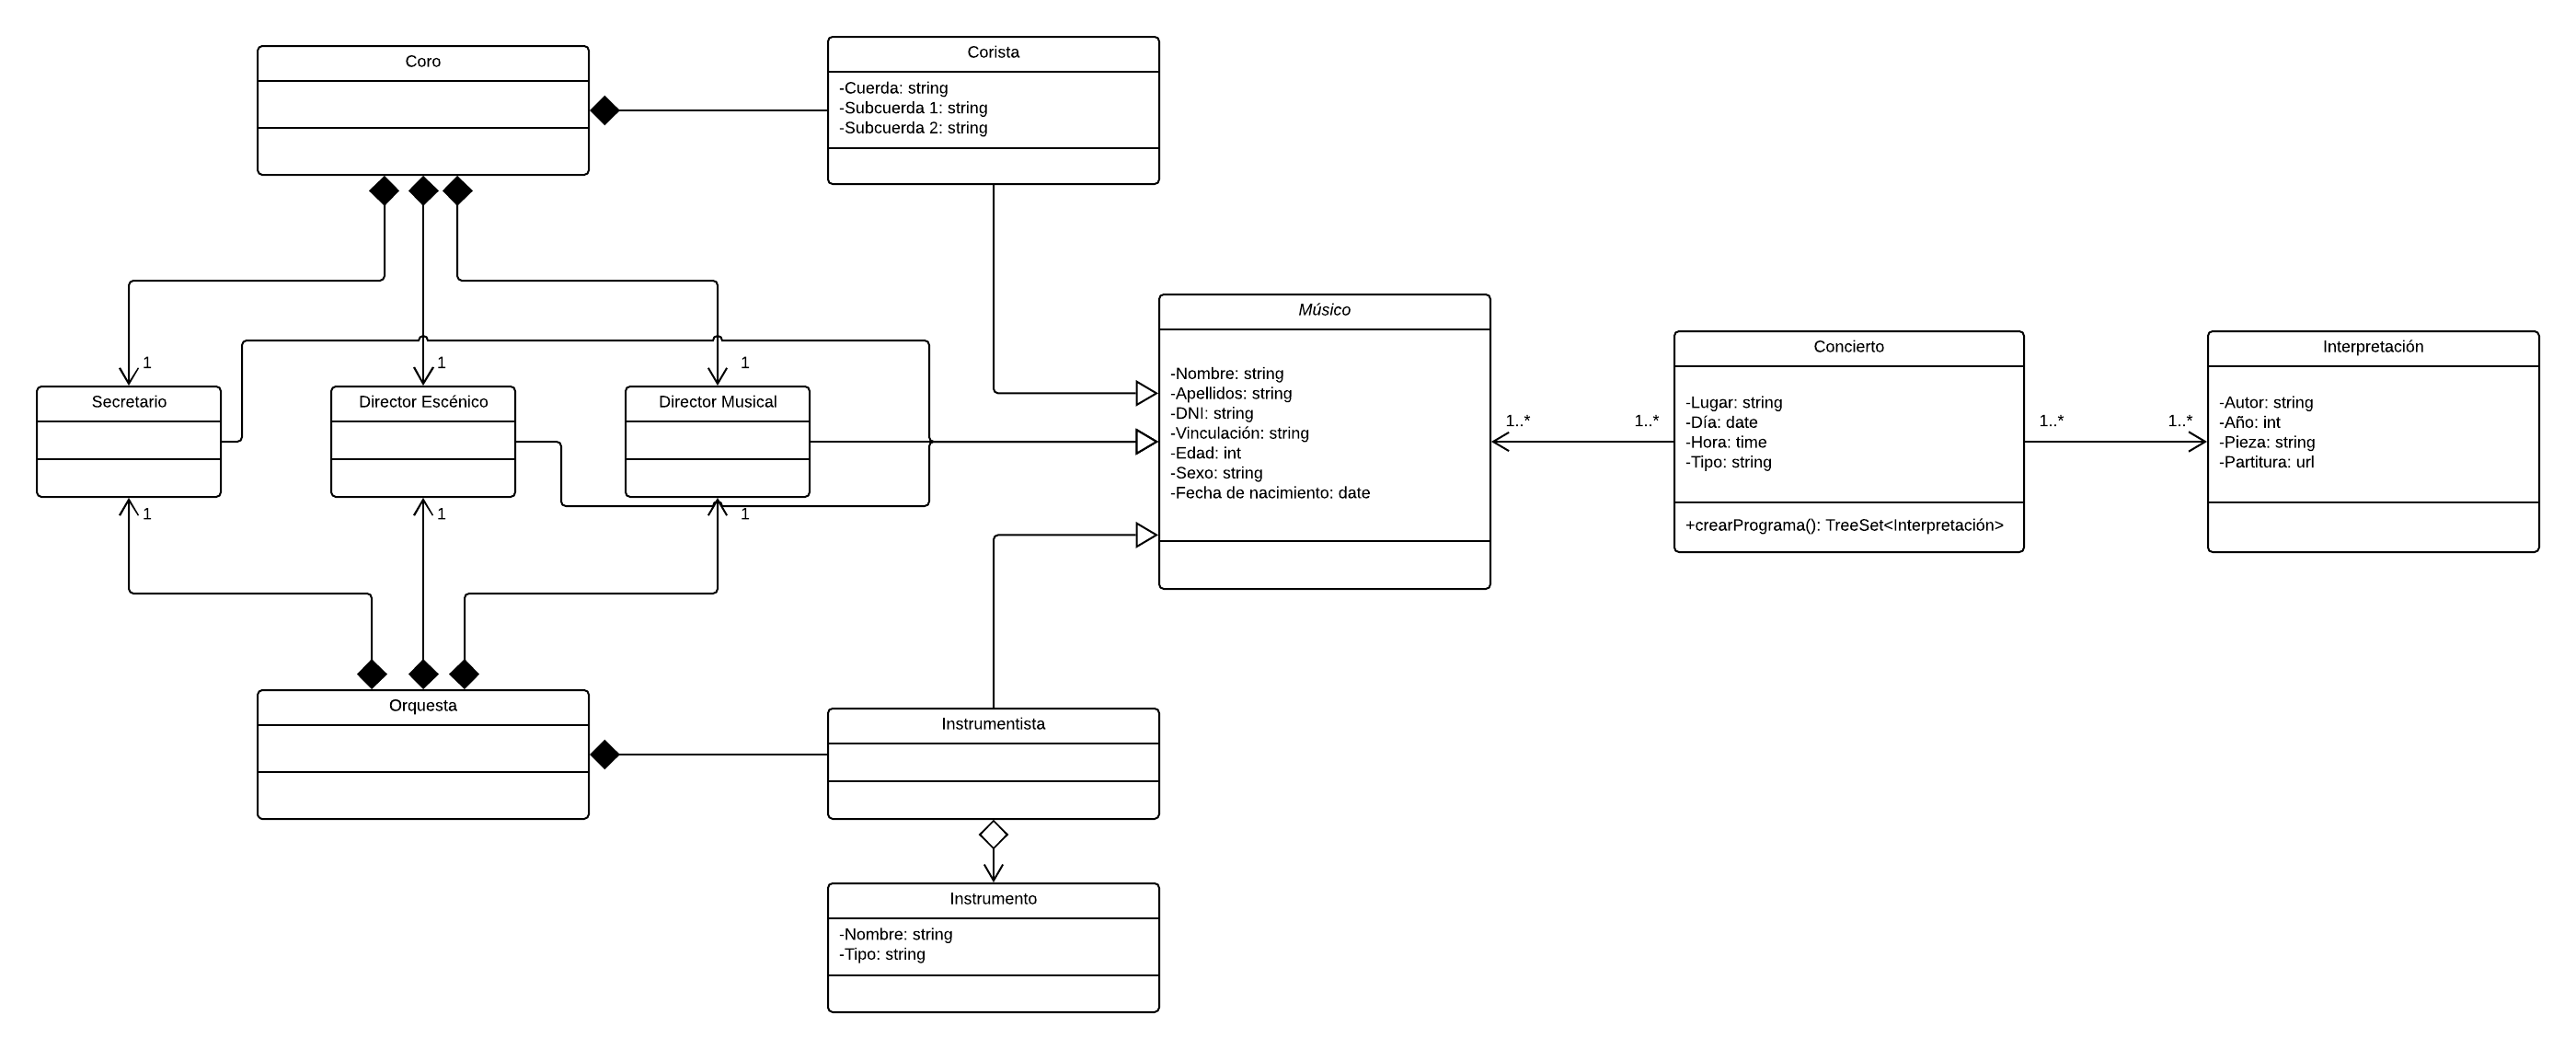 Coro
Corista
-Cuerda: string
-Subcuerda 1: string
-Subcuerda 2: string
Músico
-Nombre: string
-Apellidos: string
-DNI: string
-Vinculación: string
-Edad: int
-Sexo: string
-Fecha de nacimiento: date
Concierto
-Lugar: string
-Día: date
-Hora: time
-Tipo: string
+crearPrograma(): TreeSet<Interpretación>
Interpretación
-Autor: string
-Año: int
-Pieza: string
-Partitura: url
1..*
1..*
1..*
1..*
1
1
1
Secretario
Director Escénico
Director Musical
1
1
1
Orquesta
Instrumentista
Instrumento
-Nombre: string
-Tipo: string